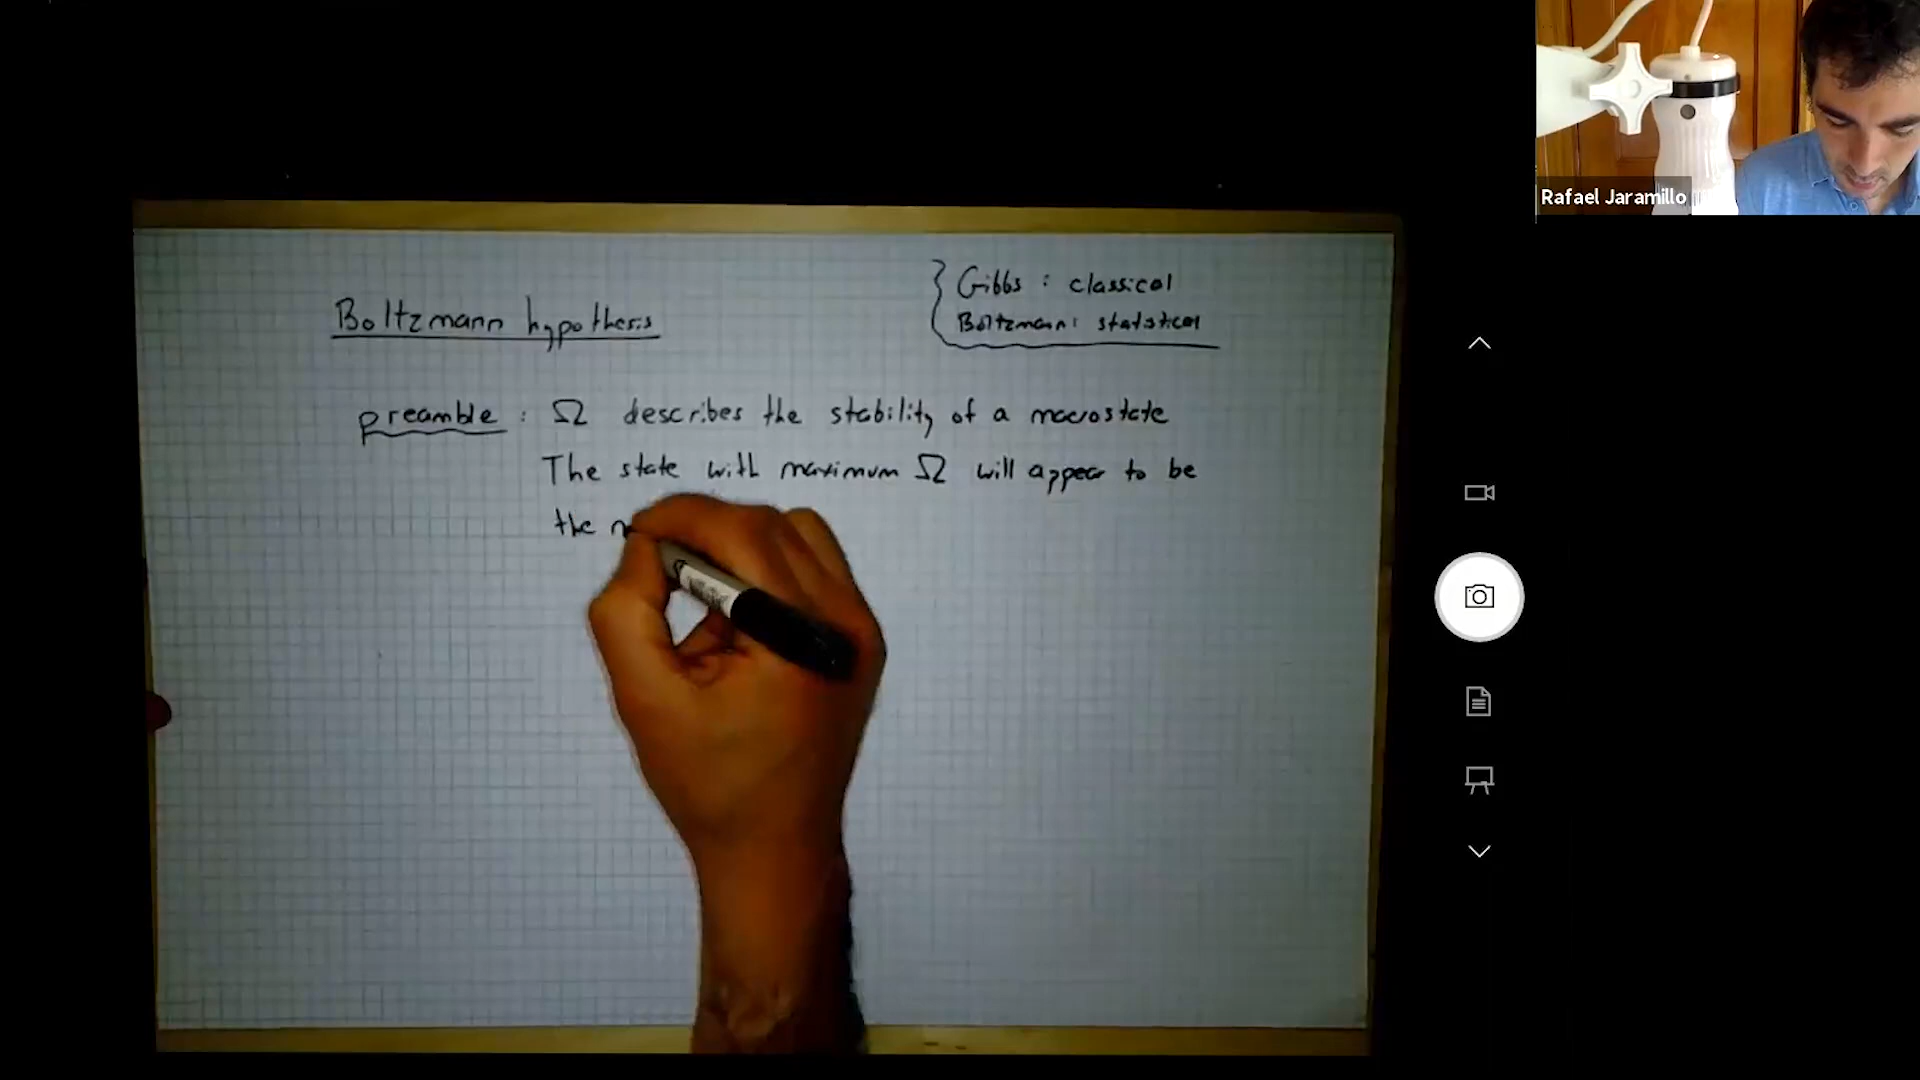 Rafael Jaramillo
Boltzmann hypothesis
Gibbs : classical
Boltzmann: statistical
preamble : Ω describes the stability of a macrostate
The state with maximum Ω will appear to be
the